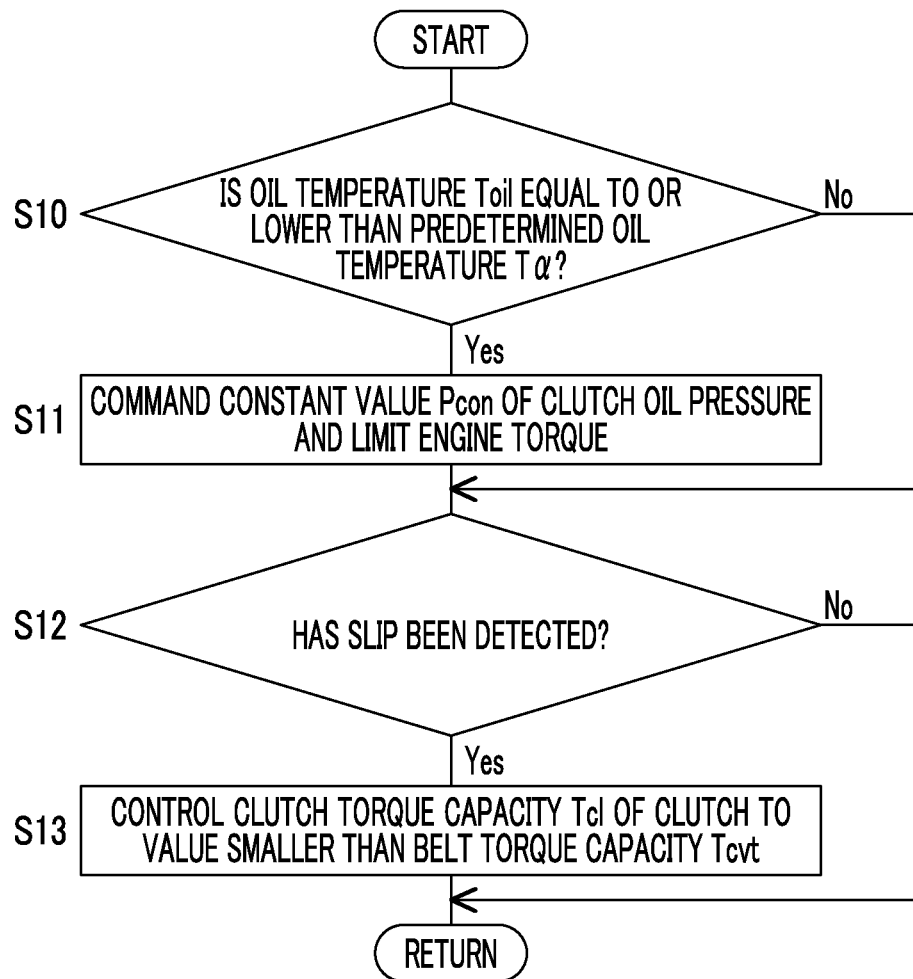 START
S10
IS OIL TEMPERATURE Toil EQUAL TO OR
LOWER THAN PREDETERMINED OIL
TEMPERATURE Tα?
No
Yes
S11
COMMAND CONSTANT VALUE Pcon OF CLUTCH OIL PRESSURE
AND LIMIT ENGINE TORQUE
S12
HAS SLIP BEEN DETECTED?
No
Yes
S13
CONTROL CLUTCH TORQUE CAPACITY Tcl OF CLUTCH TO
VALUE SMALLER THAN BELT TORQUE CAPACITY Tcvt
RETURN